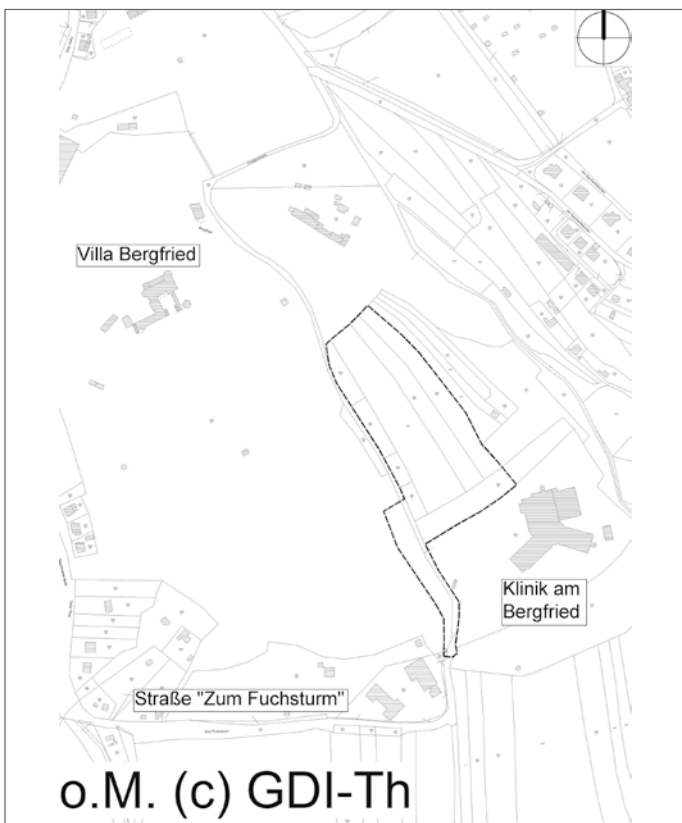 Villa Bergfried
Klinik am
Bergfried
Straße "Zum Fuchsturm"
o.M. (c) GDI-Th